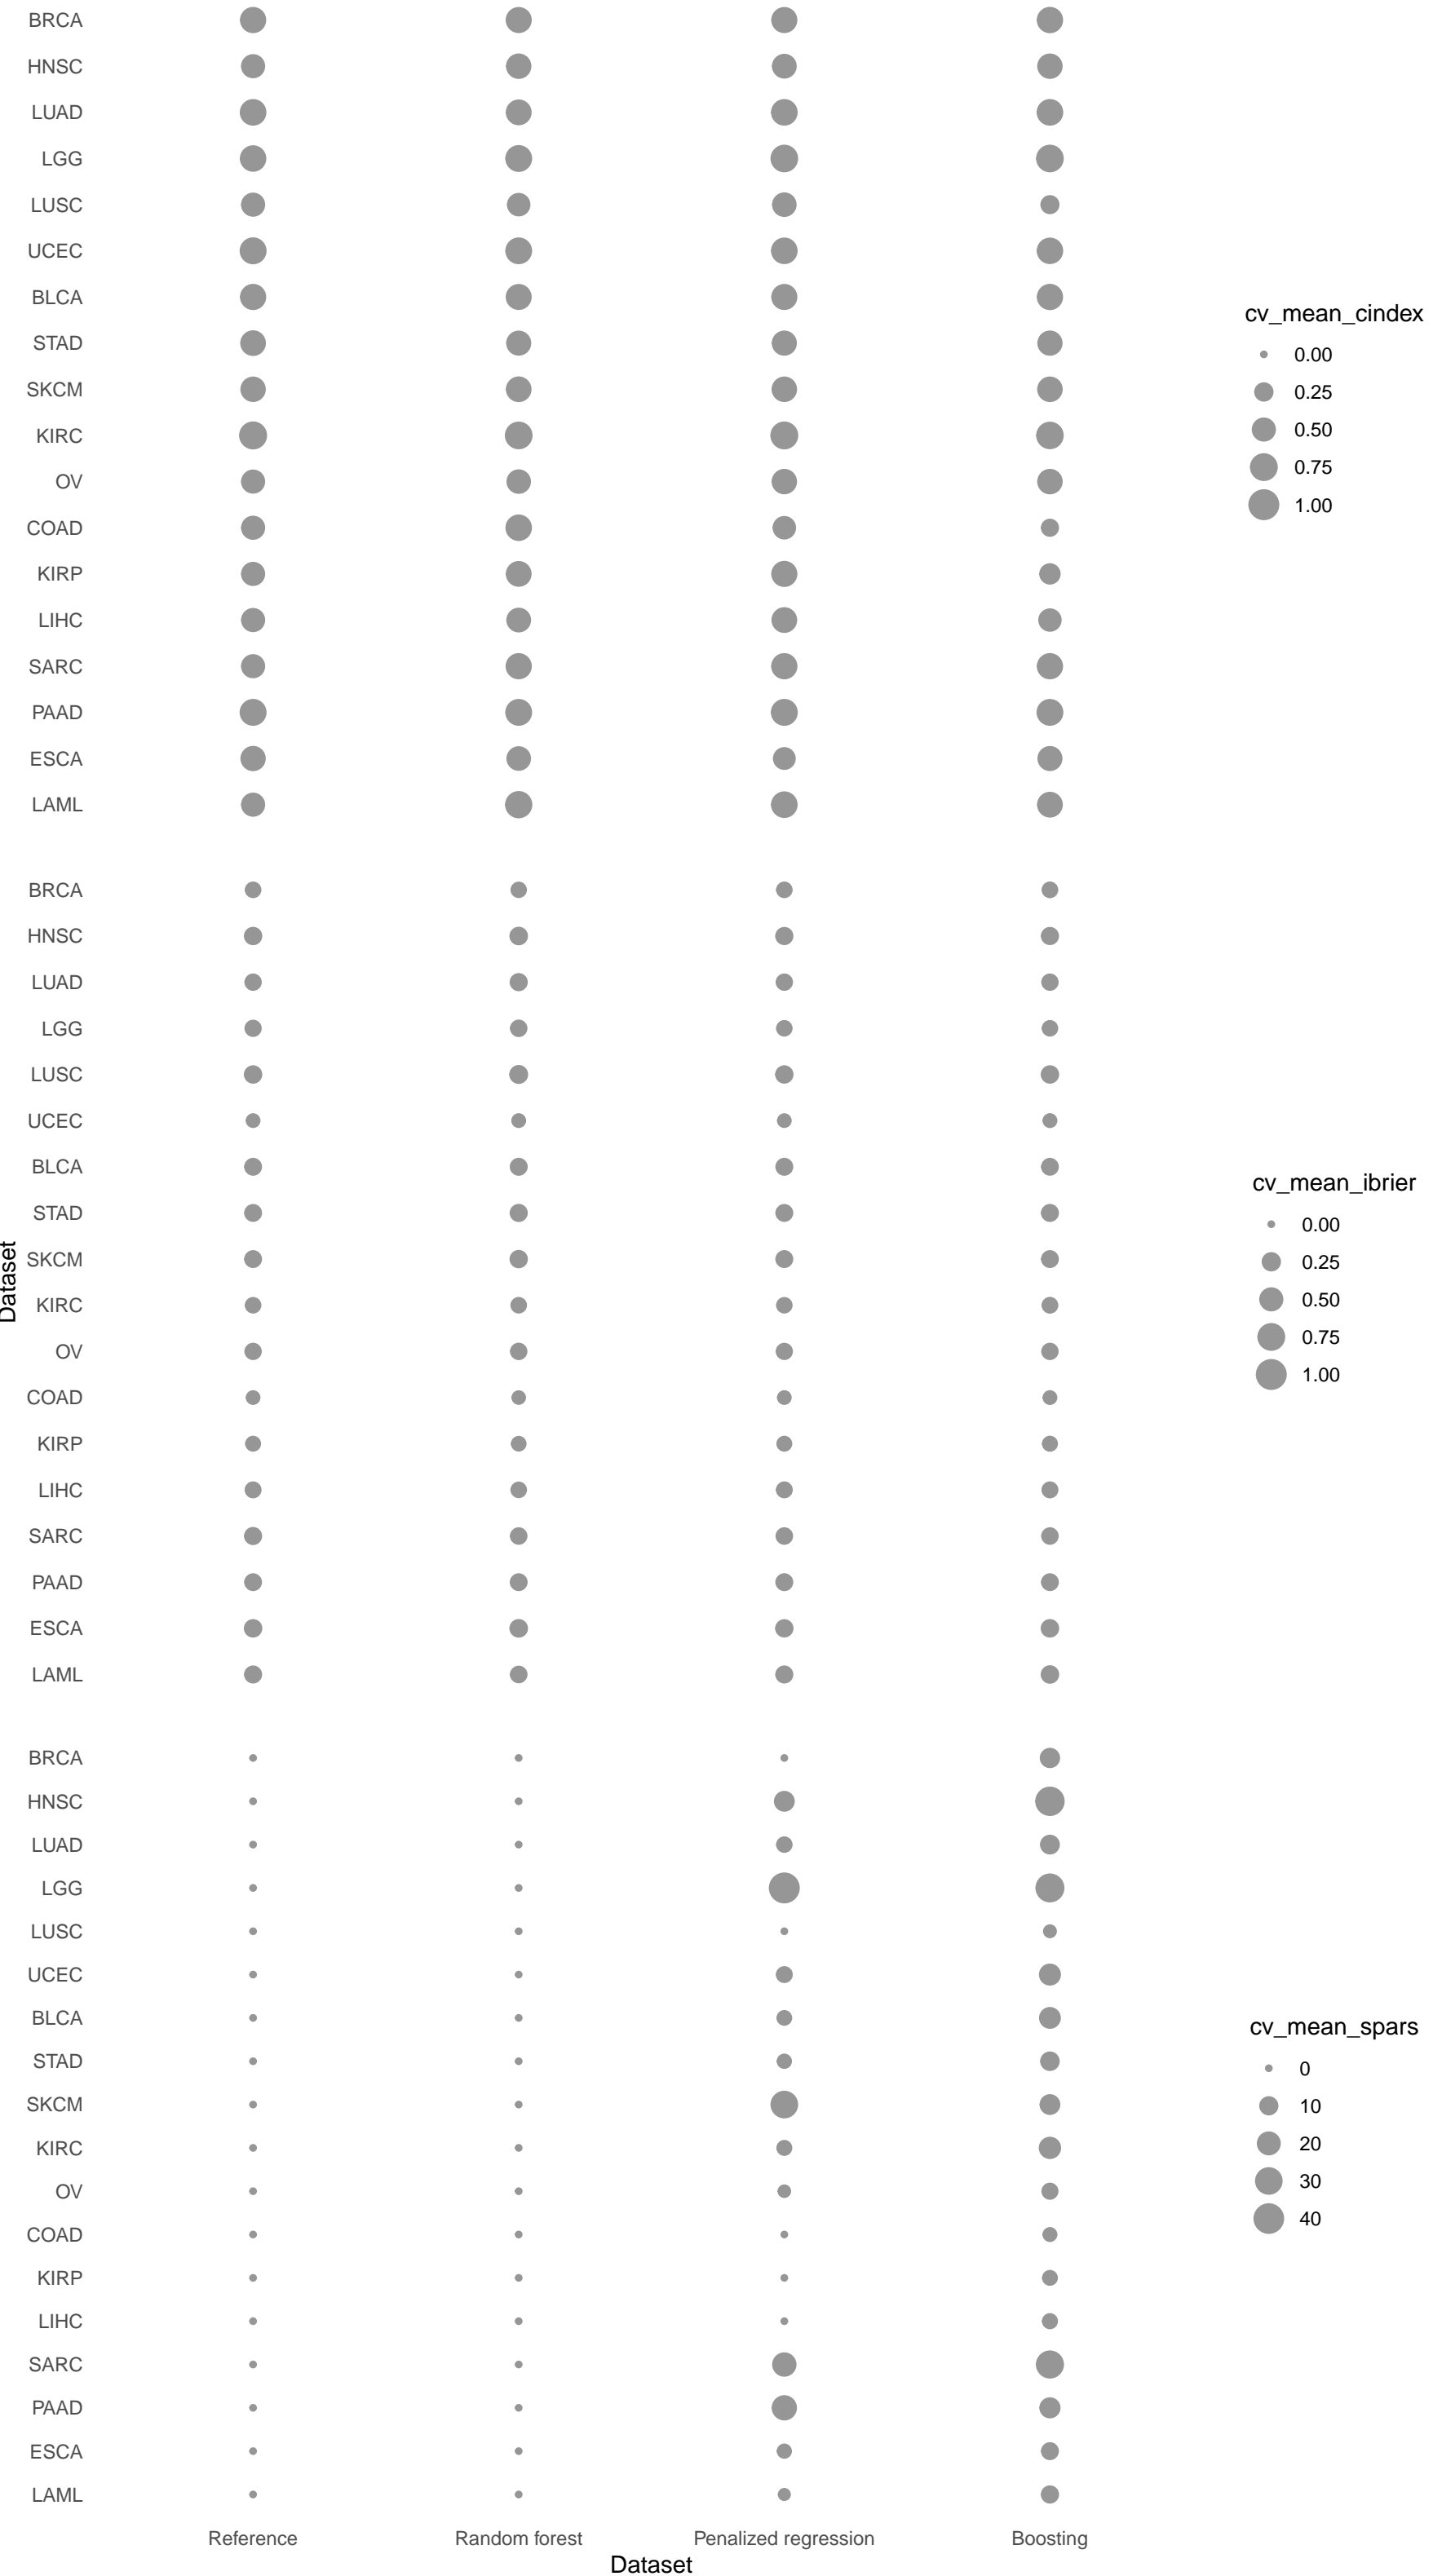 BRCA
HNSC
LUAD
LGG
LUSC
UCEC
BLCA
STAD
SKCM
KIRC
OV
COAD
KIRP
LIHC
SARC
PAAD
ESCA
LAML
cv_mean_cindex
0.00
0.25
0.50
0.75
1.00
Dataset
BRCA
HNSC
LUAD
LGG
LUSC
UCEC
BLCA
STAD
SKCM
KIRC
OV
COAD
KIRP
LIHC
SARC
PAAD
ESCA
LAML
cv_mean_ibrier
0.00
0.25
0.50
0.75
1.00
BRCA
HNSC
LUAD
LGG
LUSC
UCEC
BLCA
STAD
SKCM
KIRC
OV
COAD
KIRP
LIHC
SARC
PAAD
ESCA
LAML
cv_mean_spars
0
10
20
30
40
Reference Random forest Penalized regression Boosting
Dataset